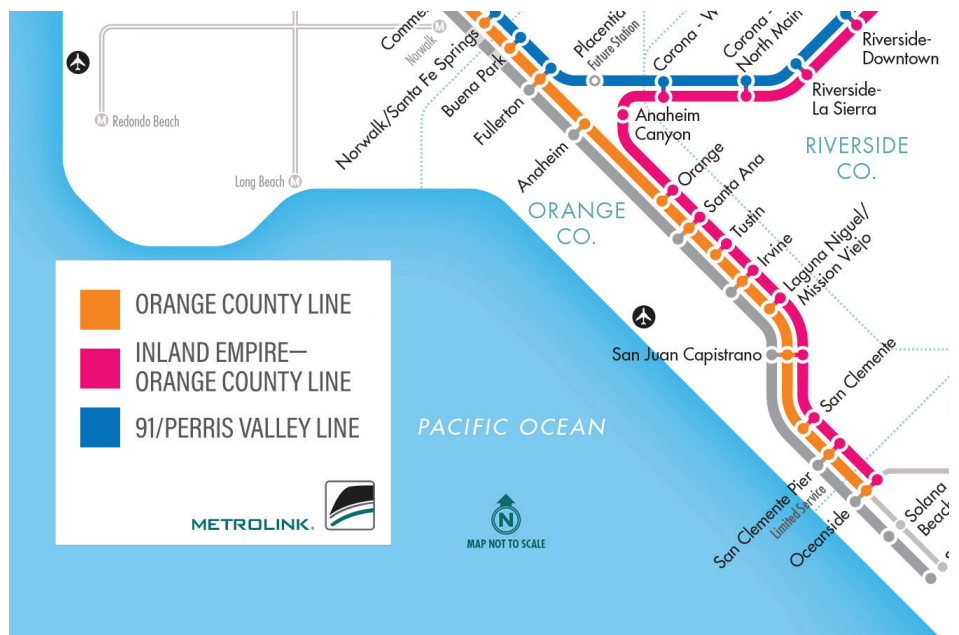 Norwalk
Redondo Beach
Long Beach
Norwalk/Santa Fe Springs
Buena Park
Fullerton
Anaheim
Future Station
North Main
Riverside-
Downtown
Riverside-
La Sierra
Anaheim
Canyon
RIVERSIDE
CO.
Orange
Santa Ana
Tustin
Irvine
Laguna Niguel/
Mission Viejo
ORANGE
CO.
San Juan Capistrano
San Clemente
San Clemente Pier
Limited Service
Oceanside
Solana
Beach
ORANGE COUNTY LINE
INLAND EMPIRE—
ORANGE COUNTY LINE
91/PERRIS VALLEY LINE
METROLINK®
PACIFIC OCEAN
N
MAP NOT TO SCALE
M
M
M